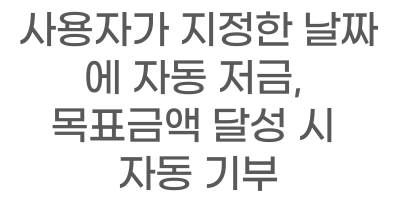 사용자가 지정한 날짜
에 자동 저금,
목표금액 달성 시
자동 기부